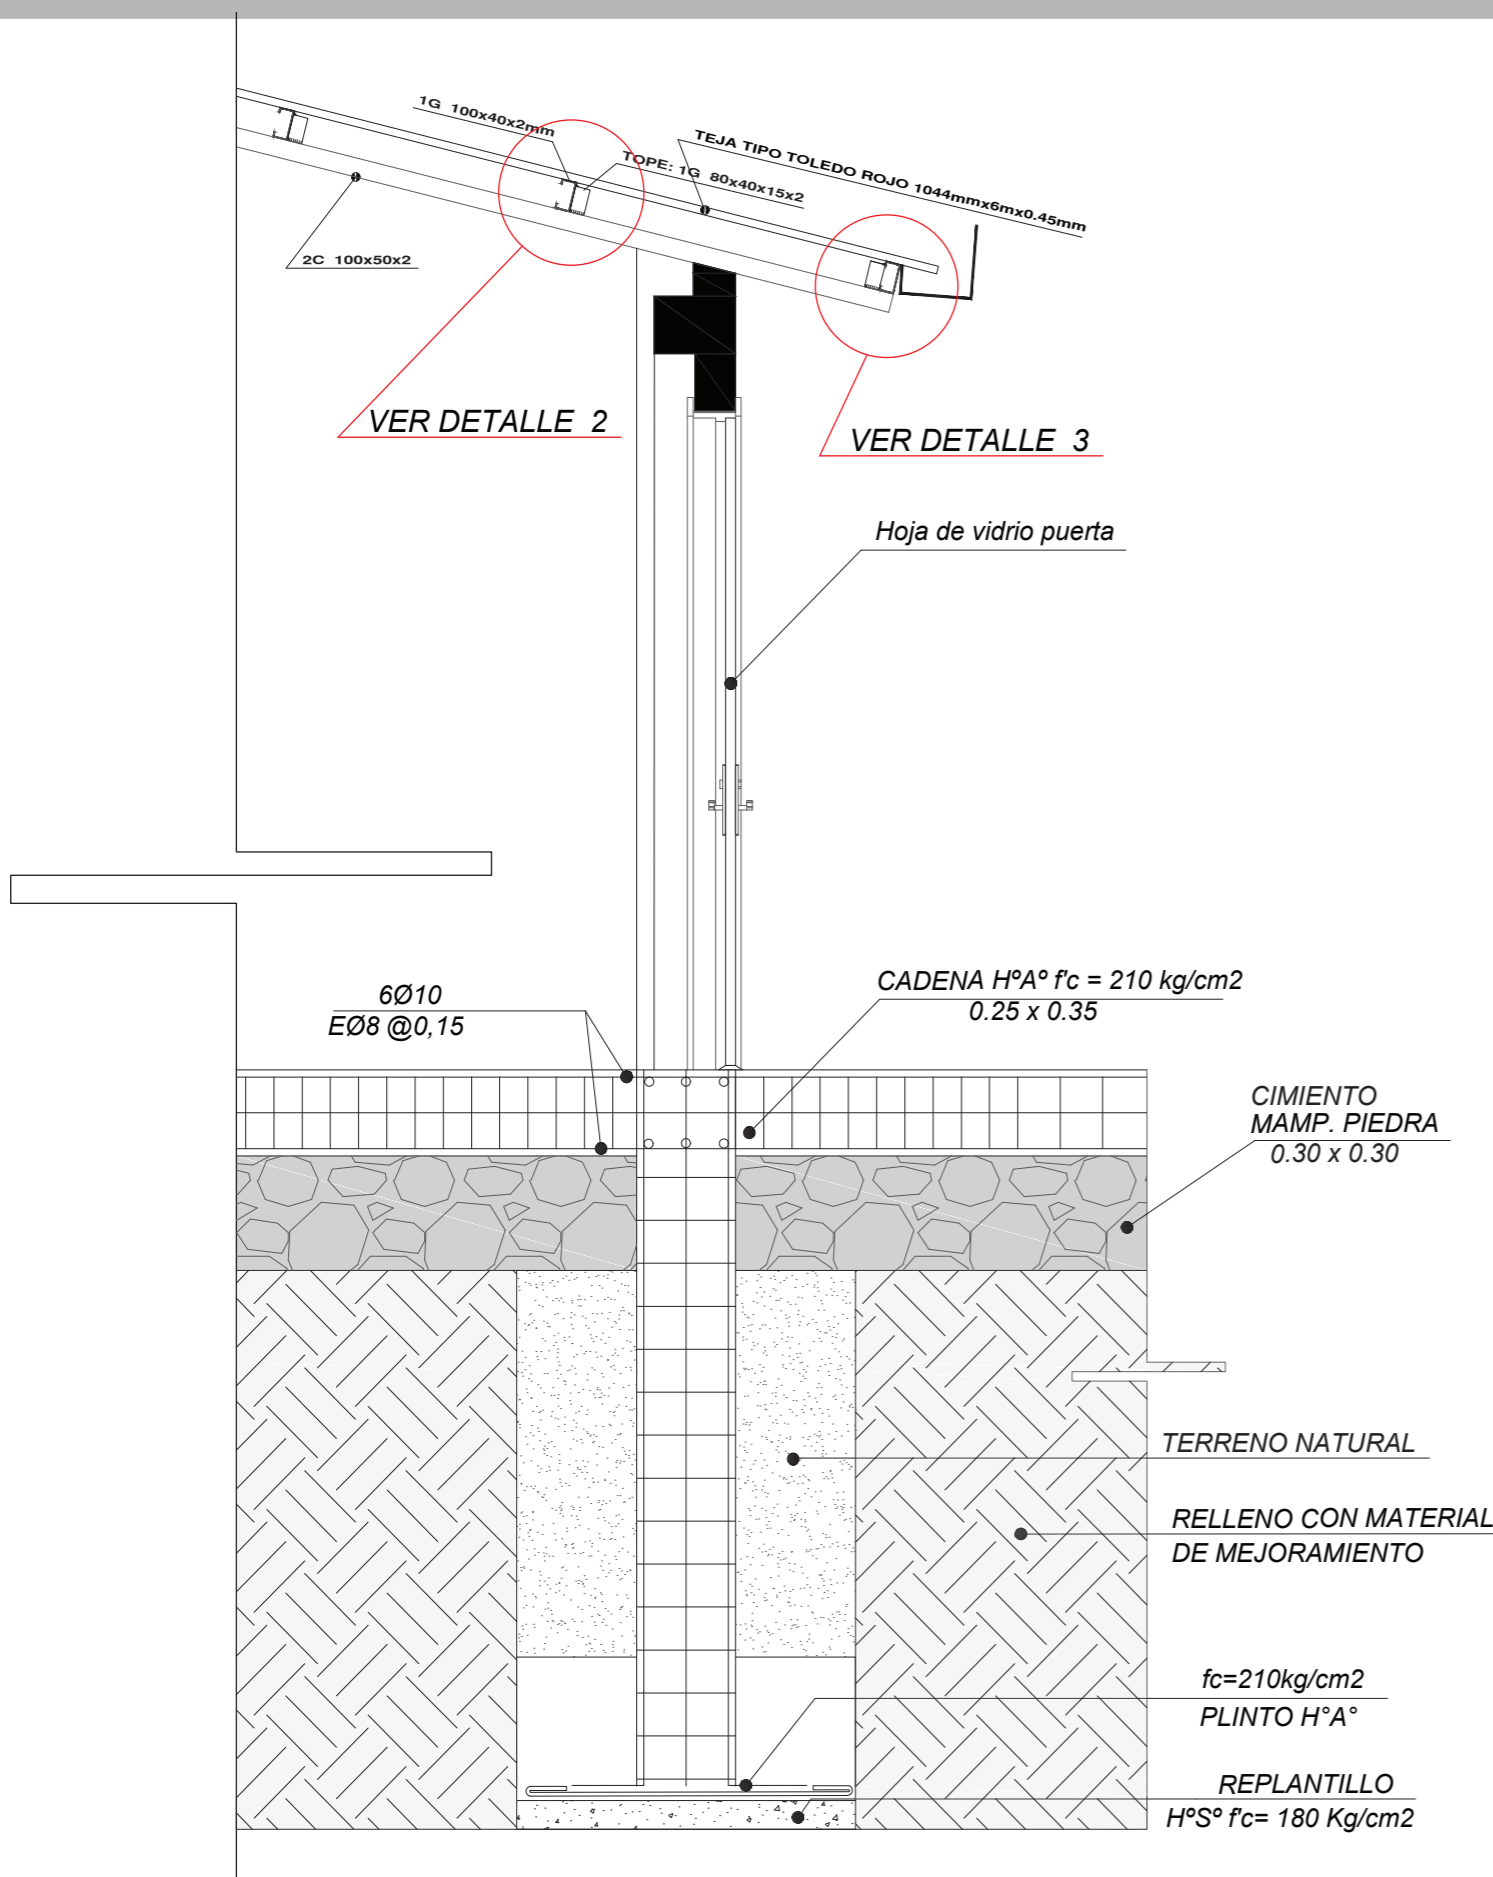 1G 100x40x2mm
TOPE: 1G 80x40x15x2
TEJA TIPO TOLEDO ROJO 1044mmx6mx0.45mm
2C 100x50x2
VER DETALLE 2
VER DETALLE 3
Hoja de vidrio puerta
6Ø10
EØ8 @0,15
CADENA HºAº f'c = 210 kg/cm2
0.25 x 0.35
CIMIENTO
MAMP. PIEDRA
0.30 x 0.30
TERRENO NATURAL
RELLENO CON MATERIAL
DE MEJORAMIENTO
fc=210kg/cm2
PLINTO H°A°
REPLANTILLO
HºSº f'c= 180 Kg/cm2